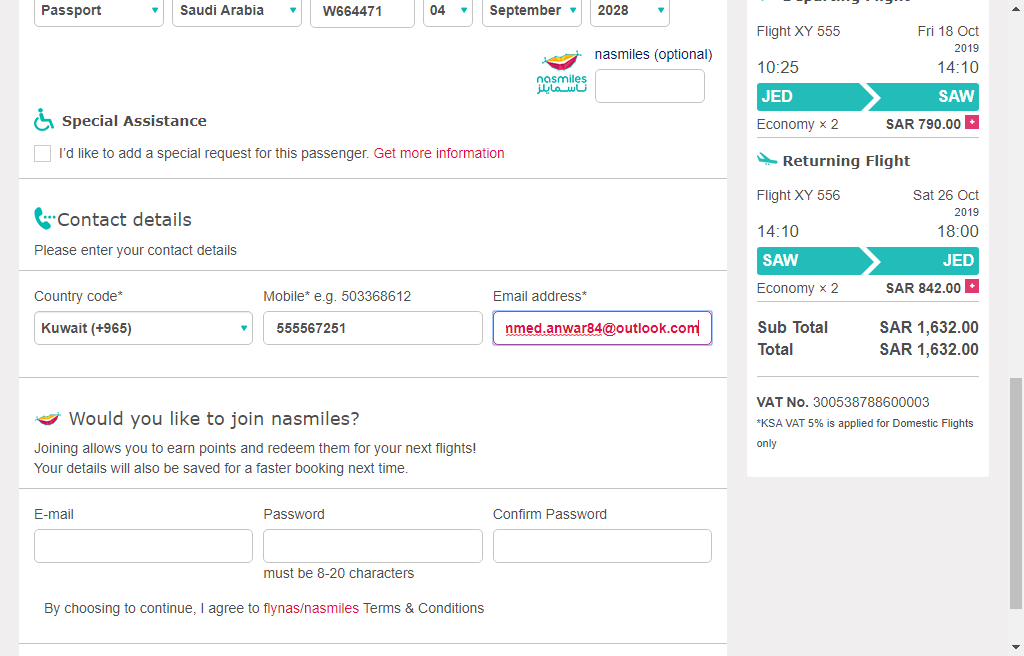 Passport Saudi Arabia W664471 04 September 2028
nasmiles (optional)
nasmiles
ناسمايلز
Special Assistance
I'd like to add a special request for this passenger. Get more information
Contact details
Please enter your contact details
Country code* Mobile* e.g. 503368612 Email address*
Kuwait (+965) 555567251 nmed.anwar84@outlook.com
Would you like to join nasmiles?
Joining allows you to earn points and redeem them for your next flights!
Your details will also be saved for a faster booking next time.
E-mail Password Confirm Password
must be 8-20 characters
By choosing to continue, I agree to flynas/nasmiles Terms & Conditions
Departing Flight
Flight XY 555 Fri 18 Oct
2019
10:25 14:10
JED SAW
Economy × 2 SAR 790.00 +
Returning Flight
Flight XY 556 Sat 26 Oct
2019
14:10 18:00
SAW JED
Economy × 2 SAR 842.00 +
Sub Total SAR 1,632.00
Total SAR 1,632.00
VAT No. 300538788600003
*KSA VAT 5% is applied for Domestic Flights
only